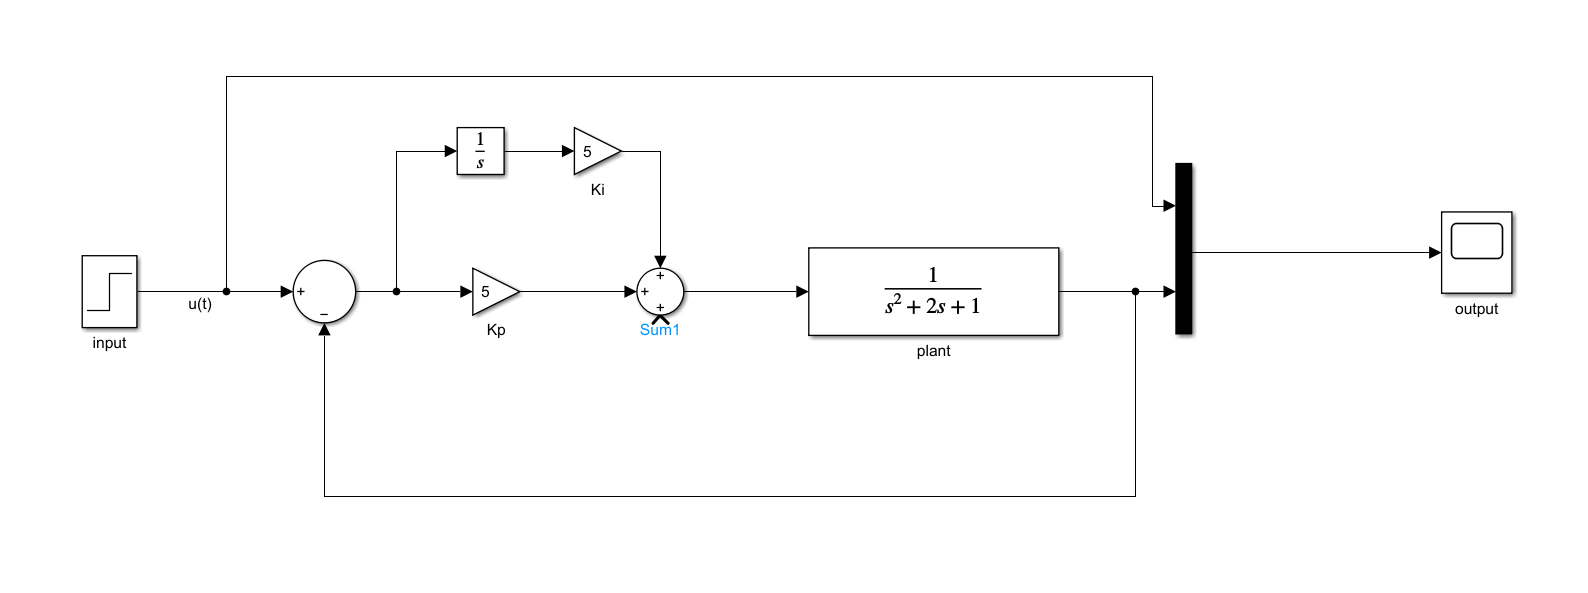 1
s
5
Ki
input
u(t)
+
−
5
Kp
+
+
+
Sum1
1
s² + 2s + 1
plant
output